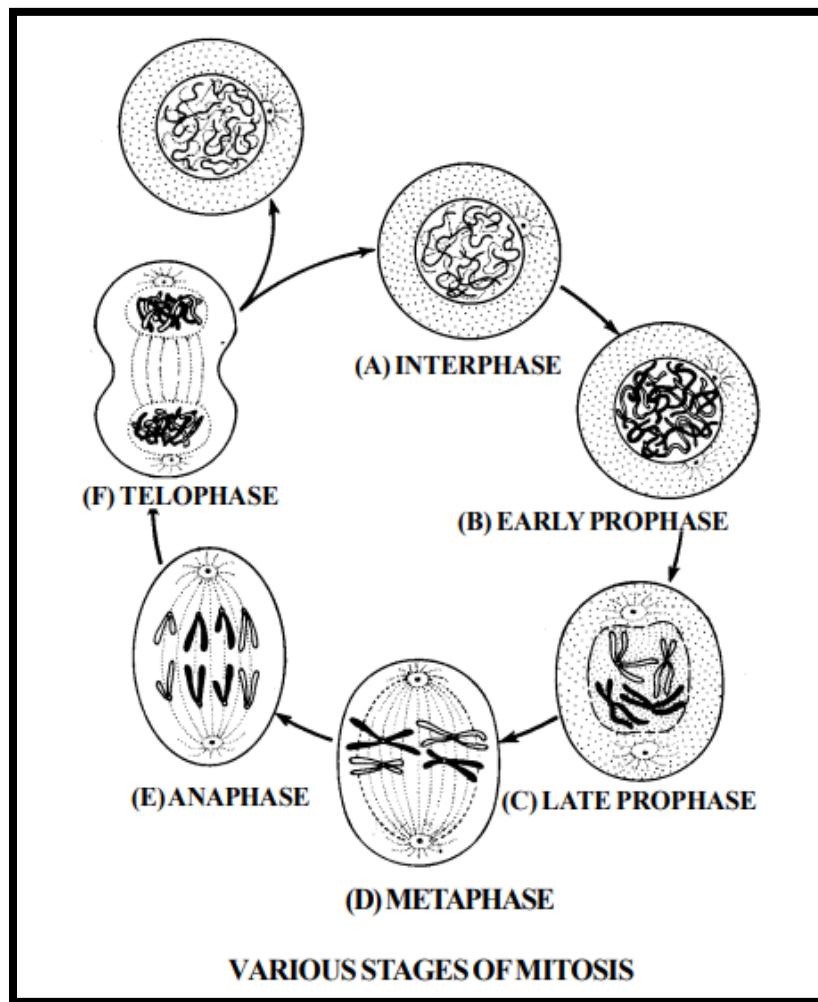 (A) INTERPHASE
(B) EARLY PROPHASE
(C) LATE PROPHASE
(D) METAPHASE
(E) ANAPHASE
(F) TELOPHASE
VARIOUS STAGES OF MITOSIS